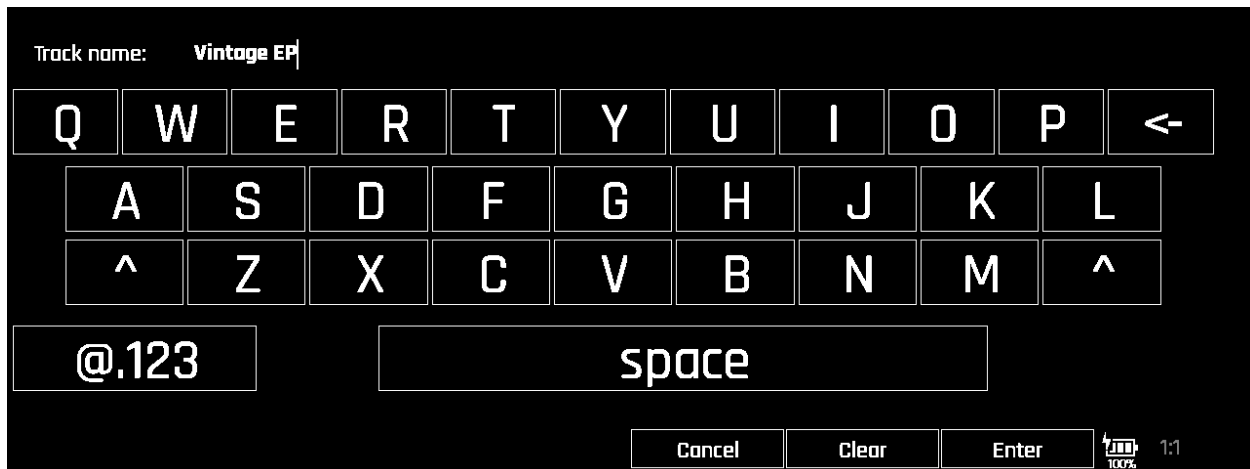 Track name: Vintage EP
Q W E R T Y U I O P <-
A S D F G H J K L
^ Z X C V B N M ^
@.123 space
Cancel Clear Enter 100% 1:1